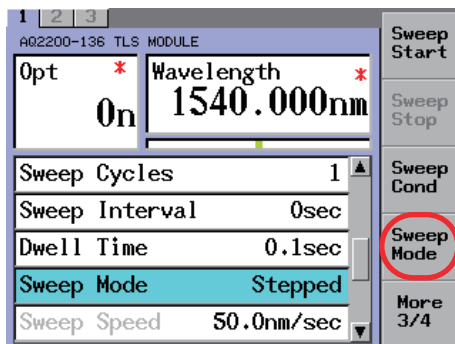 1 2 3
AQ2200-136 TLS MODULE
Opt *
On
Wavelength *
1540.000nm
Sweep Cycles 1
Sweep Interval 0sec
Dwell Time 0.1sec
Sweep Mode Stepped
Sweep Speed 50.0nm/sec
Sweep
Start
Sweep
Stop
Sweep
Cond
Sweep
Mode
More
3/4